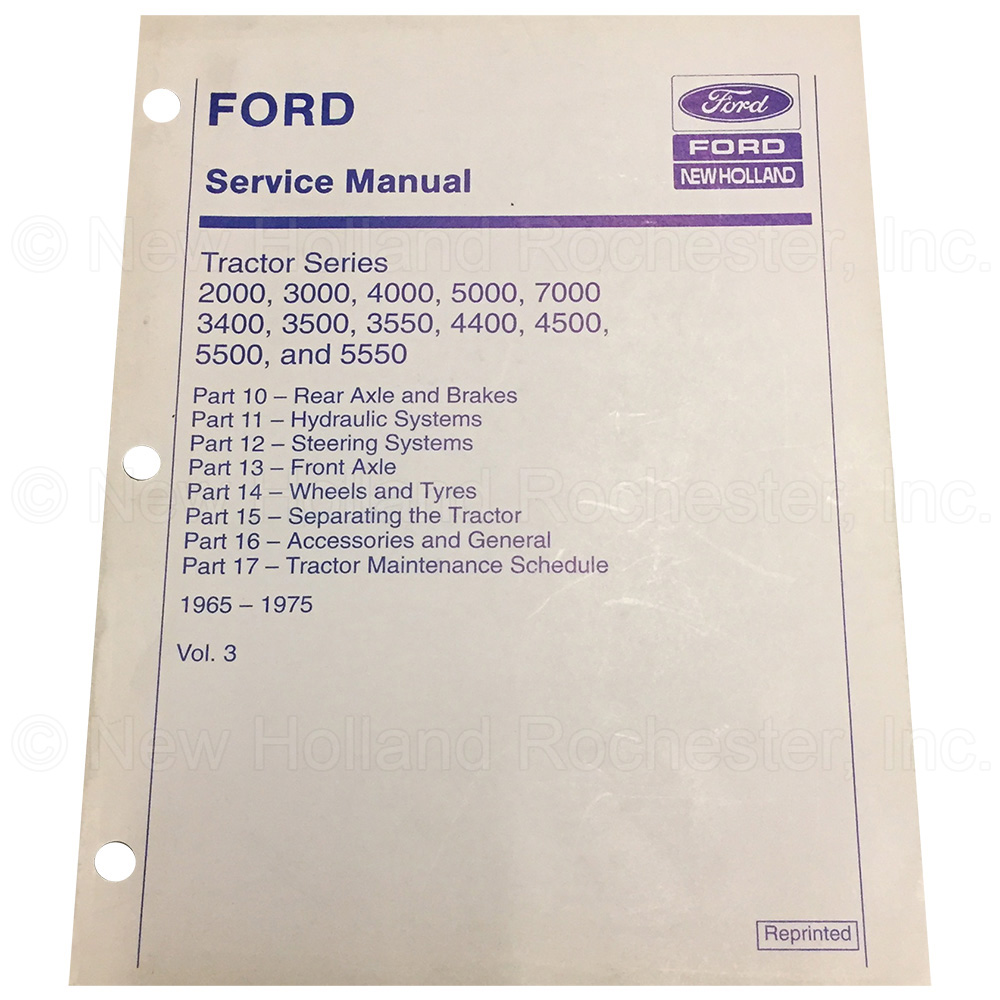 FORD
Service Manual
Ford
FORD
NEW HOLLAND
Tractor Series
2000, 3000, 4000, 5000, 7000
3400, 3500, 3550, 4400, 4500,
5500, and 5550
Part 10 – Rear Axle and Brakes
Part 11 – Hydraulic Systems
Part 12 – Steering Systems
Part 13 – Front Axle
Part 14 – Wheels and Tyres
Part 15 – Separating the Tractor
Part 16 – Accessories and General
Part 17 – Tractor Maintenance Schedule
1965 – 1975
Vol. 3
Reprinted
© New Holland Rochester, Inc.
© New Holland Rochester, Inc.
© New Holland Rochester, Inc.